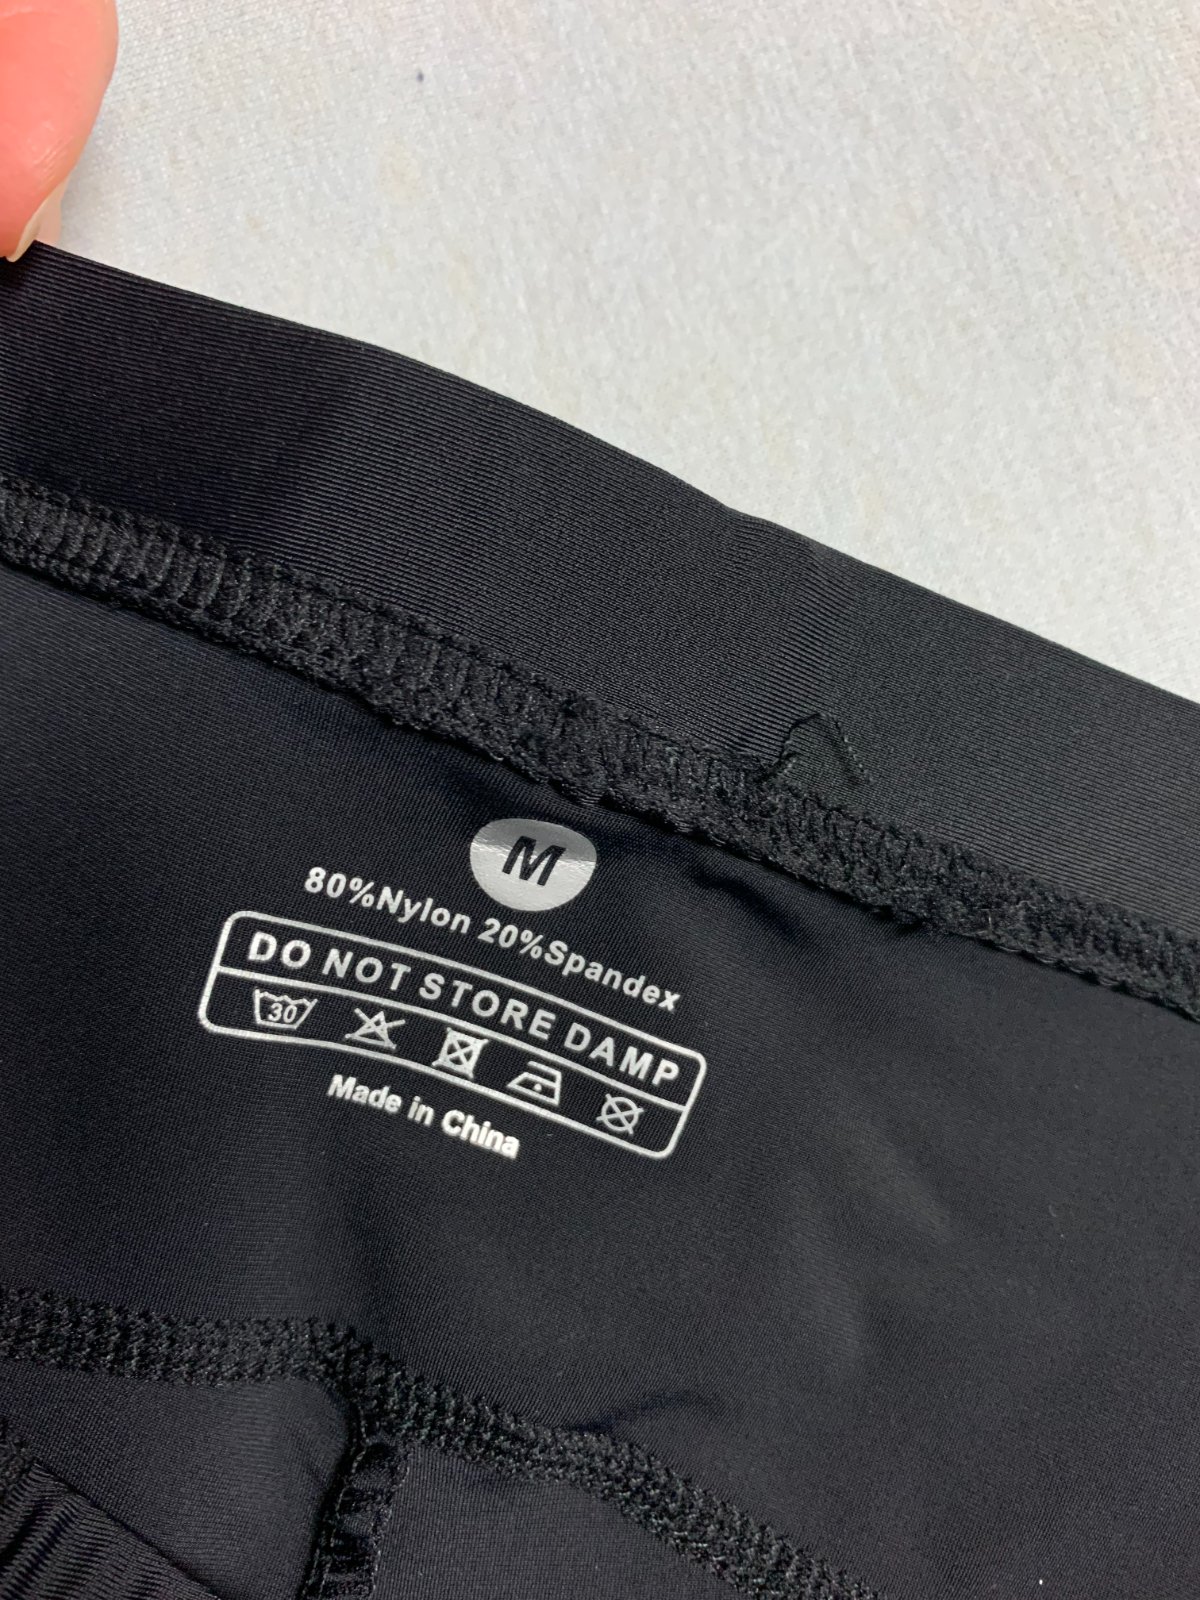 M
80%Nylon 20%Spandex
DO NOT STORE DAMP
30
Made in China